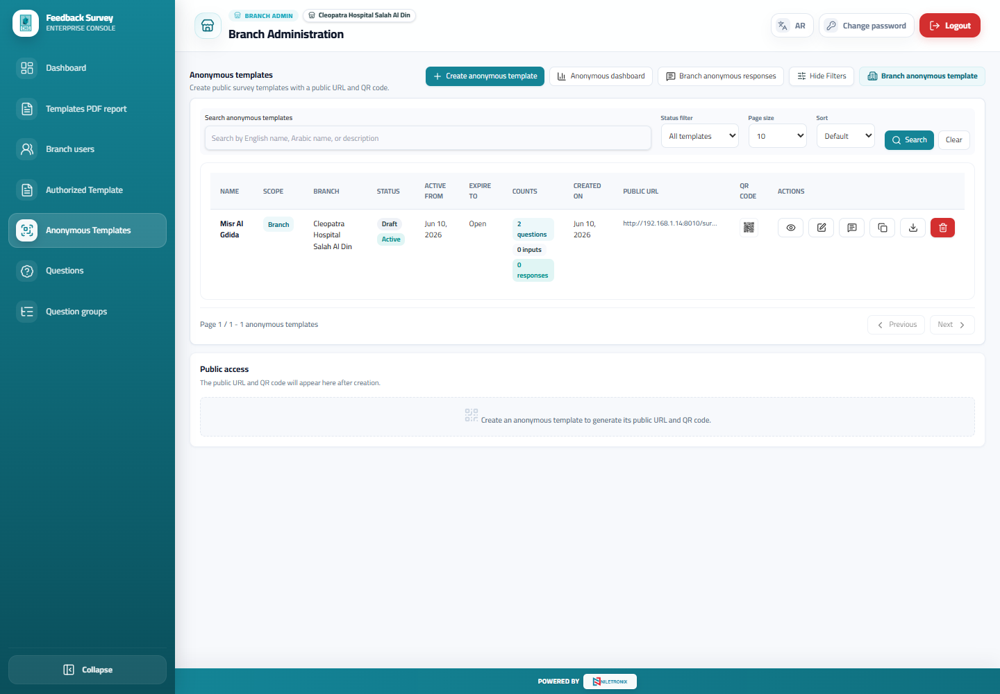 Feedback Survey
ENTERPRISE CONSOLE
Dashboard
Templates PDF report
Branch users
Authorized Template
Anonymous Templates
Questions
Question groups
Collapse
BRANCH ADMIN
Cleopatra Hospital Salah Al Din
Branch Administration
AR
Change password
Logout
Anonymous templates
Create public survey templates with a public URL and QR code.
Create anonymous template
Anonymous dashboard
Branch anonymous responses
Hide Filters
Branch anonymous template
Search anonymous templates
Search by English name, Arabic name, or description
Status filter
All templates
Page size
10
Sort
Default
Search
Clear
NAME
SCOPE
BRANCH
STATUS
ACTIVE
FROM
EXPIRE
TO
COUNTS
CREATED
ON
PUBLIC URL
QR
CODE
ACTIONS
Misr Al
Gdida
Branch
Cleopatra
Hospital
Salah Al Din
Draft
Active
Jun 10,
2026
Open
2
questions
0 inputs
0
responses
Jun 10,
2026
http://192.168.1.14:8010/sur...
Page 1 / 1 - 1 anonymous templates
Previous
Next
Public access
The public URL and QR code will appear here after creation.
Create an anonymous template to generate its public URL and QR code.
POWERED BY
NILETRONIX